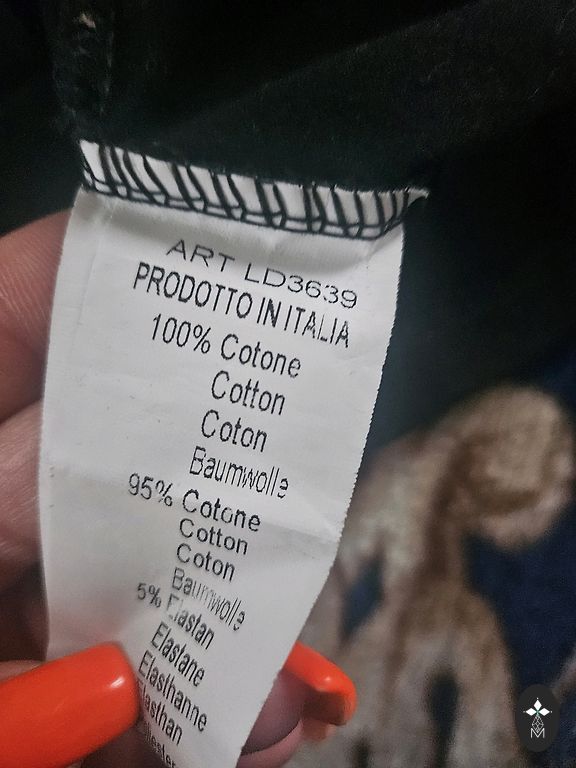 ART LD3639
PRODOTTO IN ITALIA
100% Cotone
Cotton
Coton
Baumwolle
95% Cotone
Cotton
Coton
Baumwolle
5% Elastan
Elastane
Elasthanne